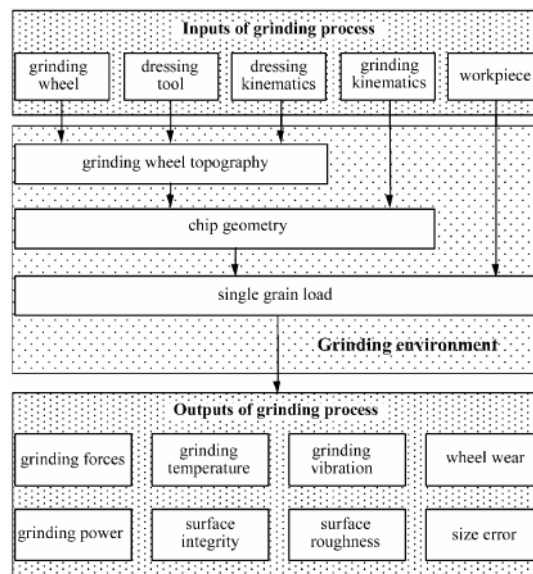 Inputs of grinding process
grinding wheel
dressing tool
dressing kinematics
grinding kinematics
workpiece
grinding wheel topography
chip geometry
single grain load
Grinding environment
Outputs of grinding process
grinding forces
grinding temperature
grinding vibration
wheel wear
grinding power
surface integrity
surface roughness
size error